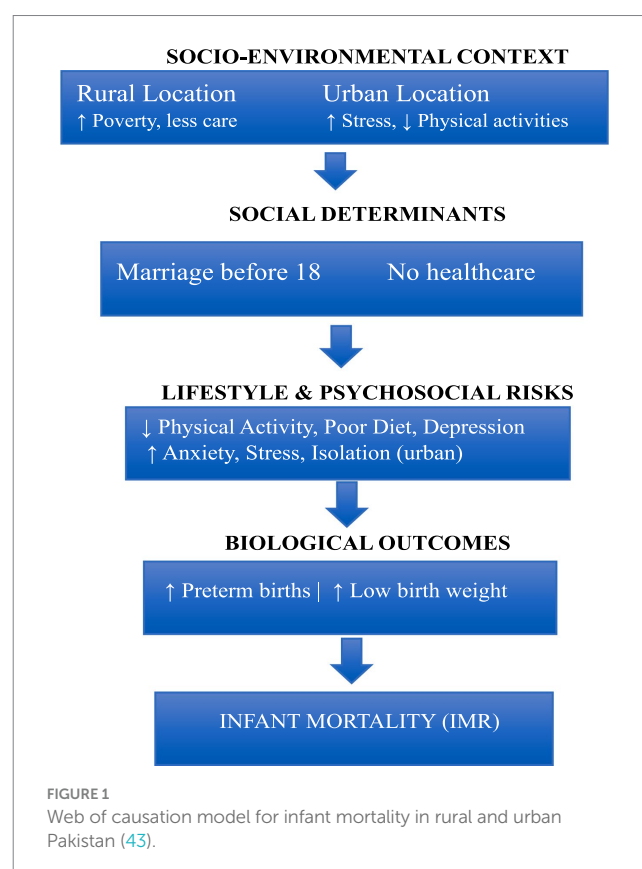 SOCIO-ENVIRONMENTAL CONTEXT
Rural Location Urban Location
↑ Poverty, less care ↑ Stress, ↓ Physical activities
SOCIAL DETERMINANTS
Marriage before 18 No healthcare
LIFESTYLE & PSYCHOSOCIAL RISKS
↓ Physical Activity, Poor Diet, Depression
↑ Anxiety, Stress, Isolation (urban)
BIOLOGICAL OUTCOMES
↑ Preterm births | ↑ Low birth weight
INFANT MORTALITY (IMR)
FIGURE 1
Web of causation model for infant mortality in rural and urban
Pakistan (43).